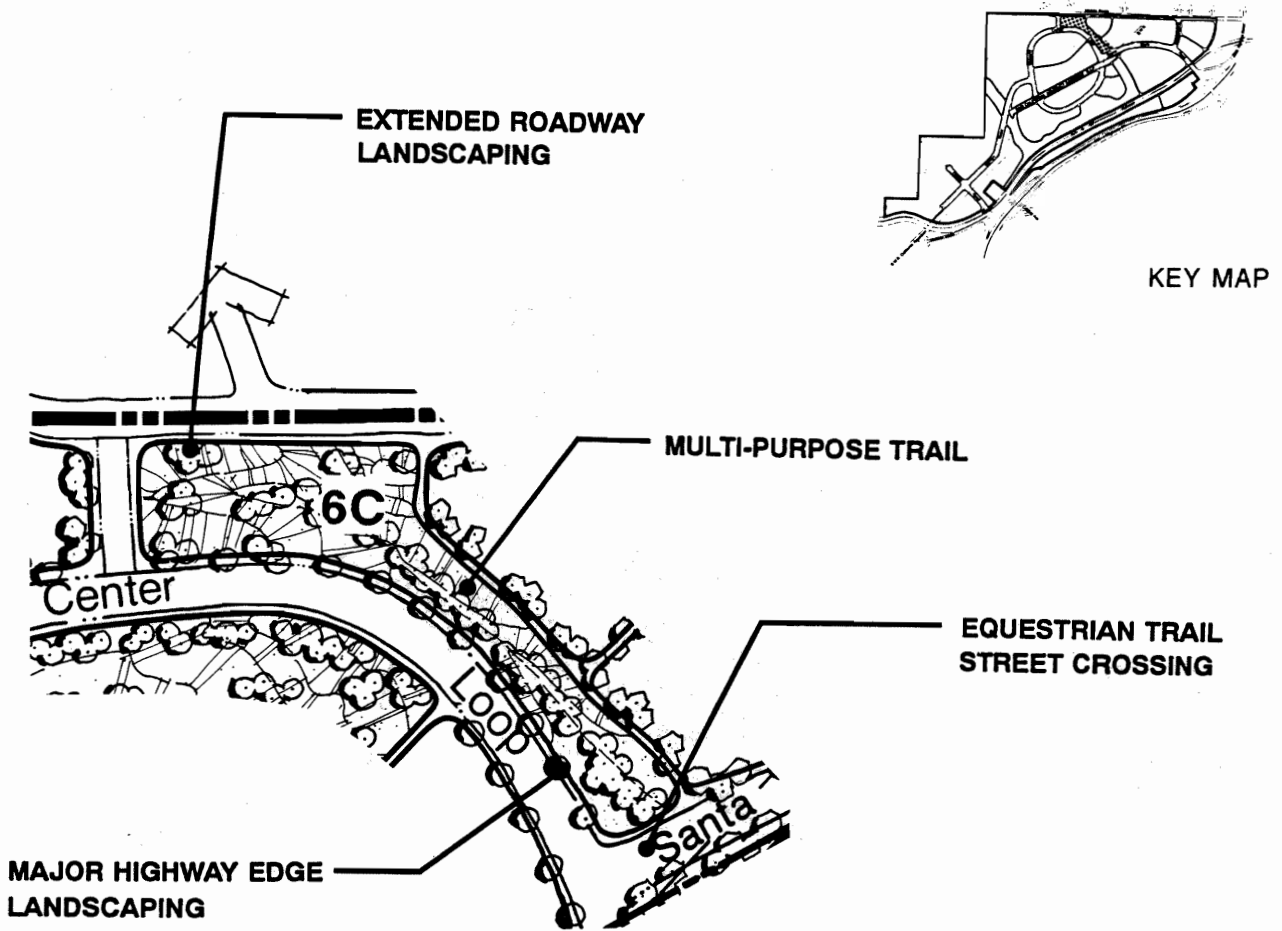 EXTENDED ROADWAY
LANDSCAPING
KEY MAP
MULTI-PURPOSE TRAIL
6C
Center
EQUESTRIAN TRAIL
STREET CROSSING
Loop
Santa
MAJOR HIGHWAY EDGE
LANDSCAPING